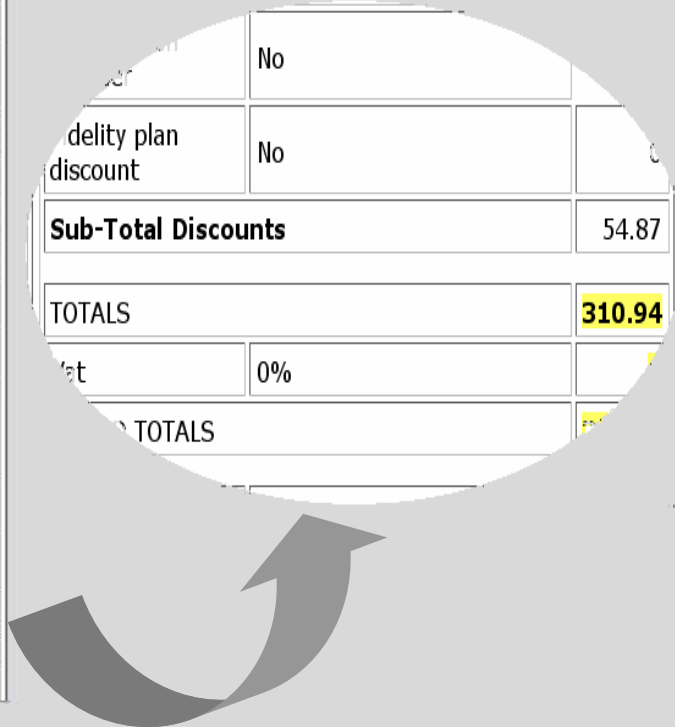 No
delity plan
discount
No
Sub-Total Discounts
54.87
TOTALS
310.94
0%
TOTALS